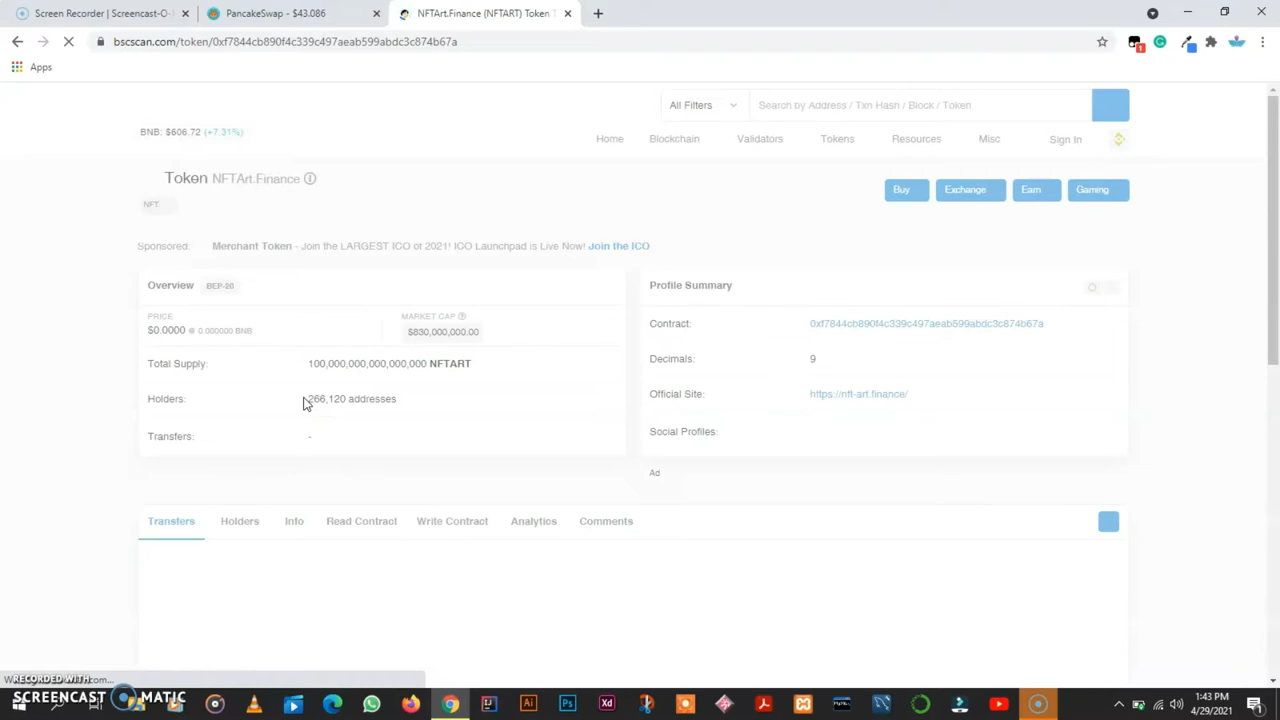 Screen Recorder | Screencast-O-
PancakeSwap - $43.086
NFTArt.Finance (NFTART) Token T
bscscan.com/token/0xf7844cb890f4c339c497aeab599abdc3c874b67a
1
Apps
All Filters
Search by Address / Txn Hash / Block / Token
BNB: $606.72 (+7.31%)
Home
Blockchain
Validators
Tokens
Resources
Misc
Sign In
Token NFTArt.Finance
Buy
Exchange
Earn
Gaming
NFT
Sponsored: Merchant Token - Join the LARGEST ICO of 2021! ICO Launchpad is Live Now! Join the ICO
Overview BEP-20
PRICE
$0.0000 @ 0.000000 BNB
MARKET CAP
$830,000,000.00
Total Supply: 100,000,000,000,000,000 NFTART
Holders: 266,120 addresses
Transfers: -
Profile Summary
Contract: 0xf7844cb890f4c339c497aeab599abdc3c874b67a
Decimals: 9
Official Site: https://nft-art.finance/
Social Profiles:
Ad
Transfers
Holders
Info
Read Contract
Write Contract
Analytics
Comments
RECORDED WITH
SCREENCAST MATIC
Ai
Ps
Xd
1:43 PM
4/29/2021
1